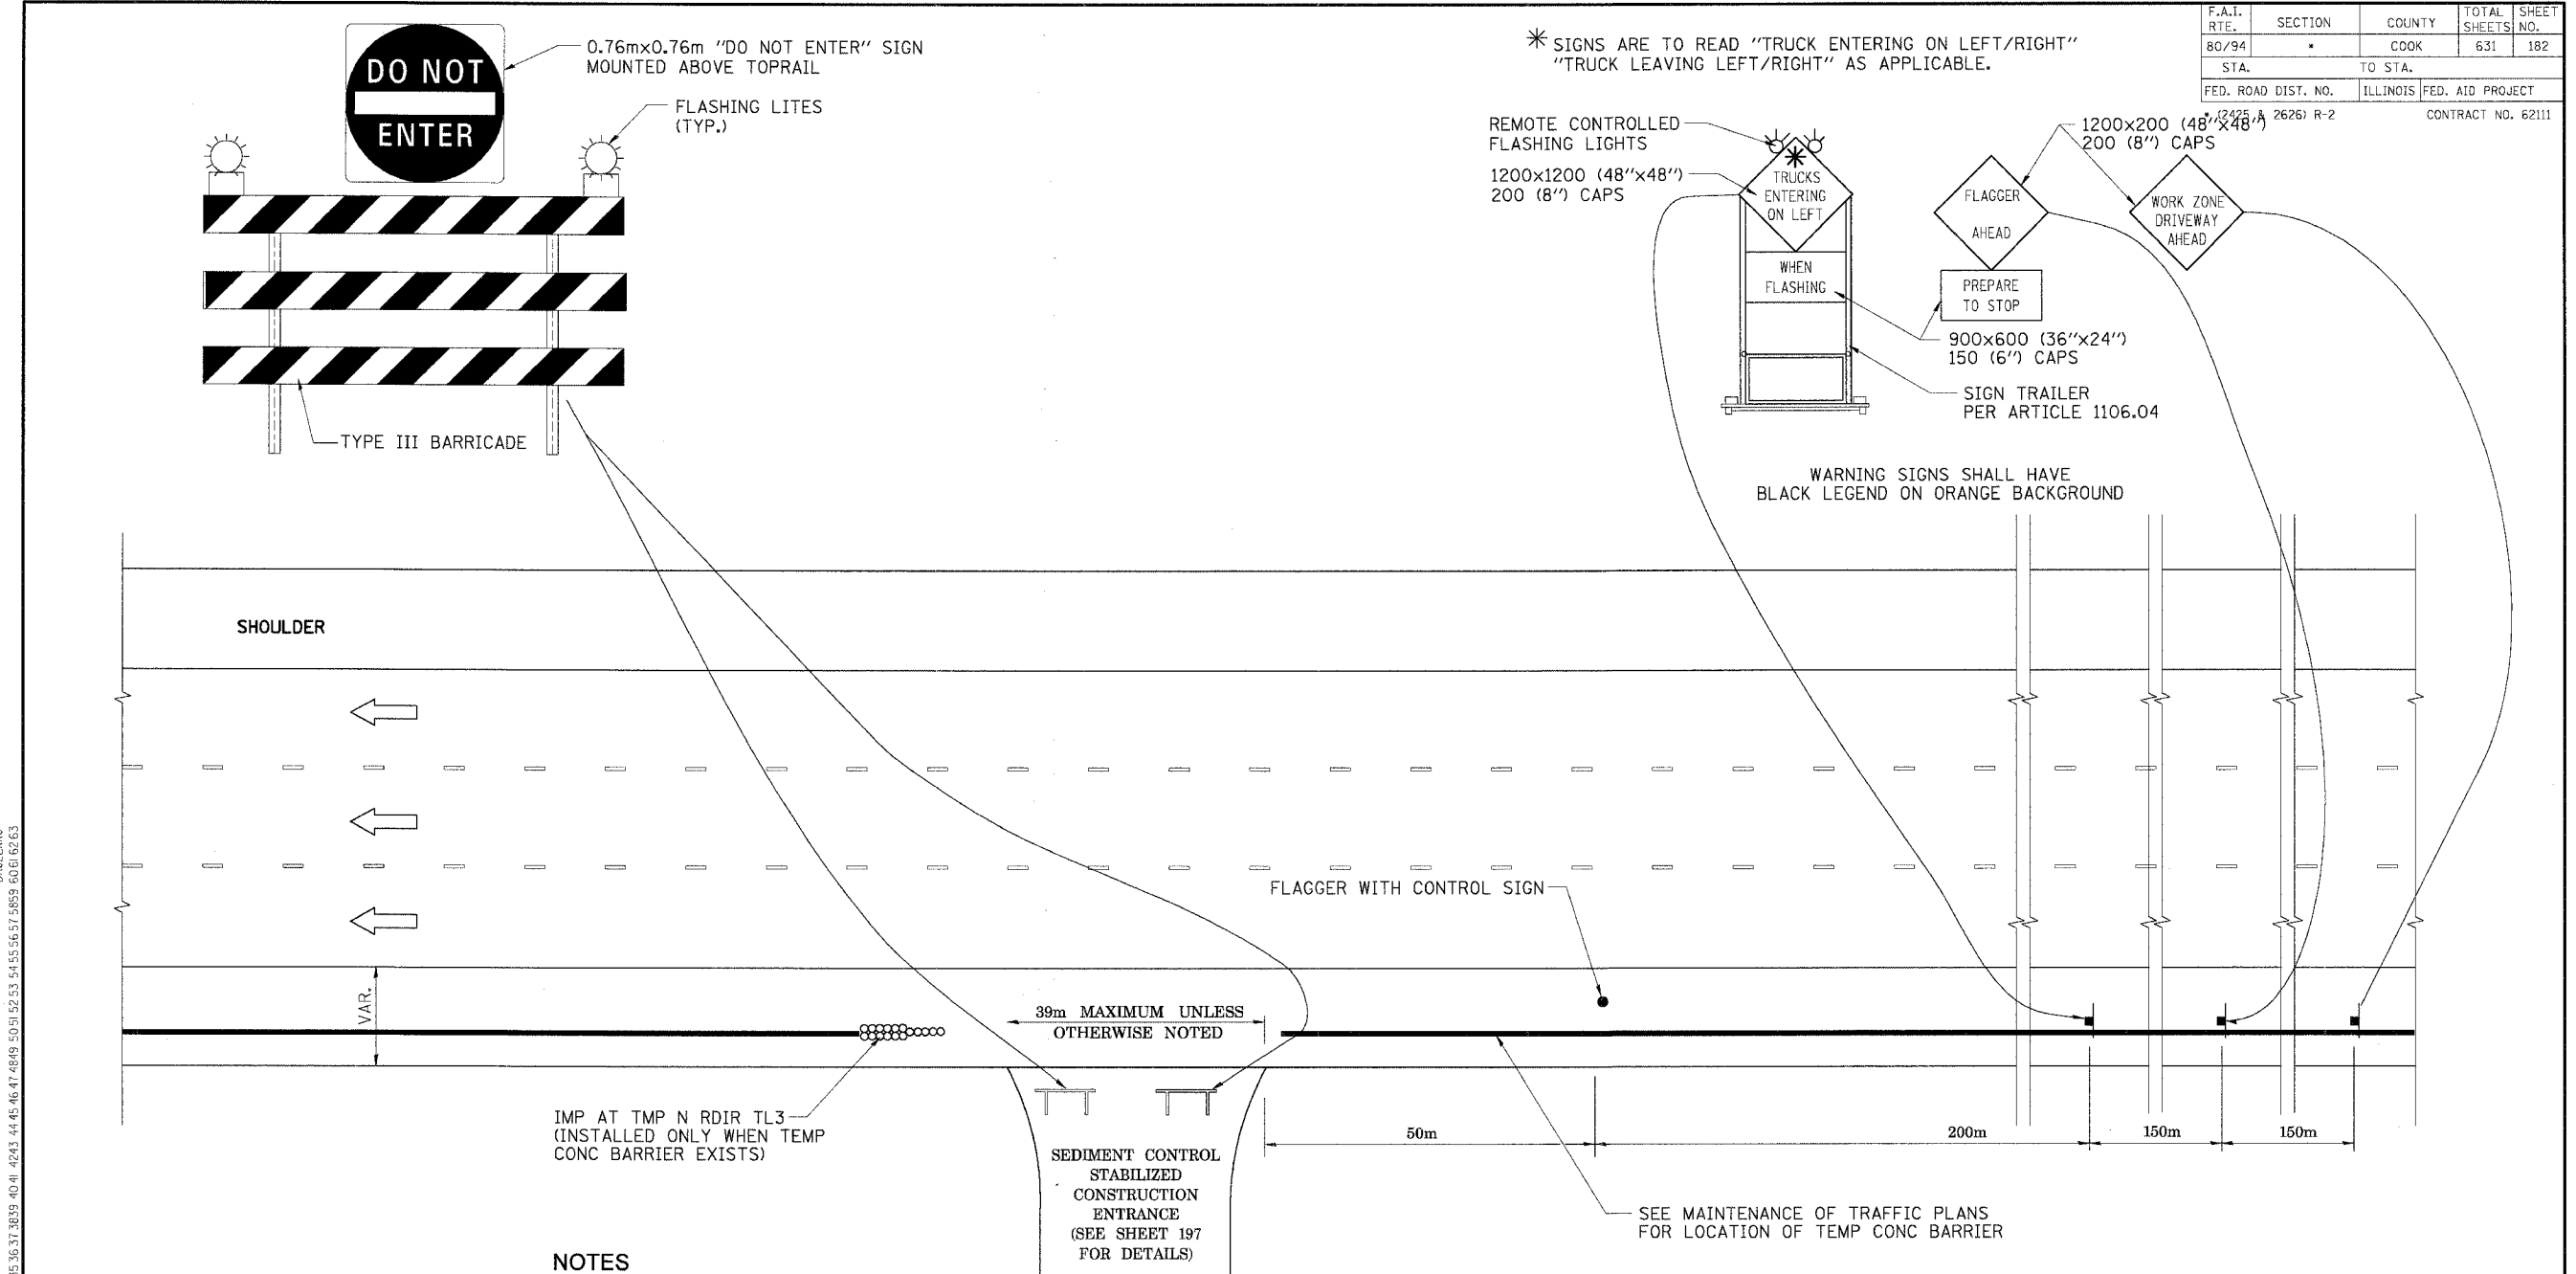 DO NOT
ENTER
0.76mx0.76m "DO NOT ENTER" SIGN
MOUNTED ABOVE TOPRAIL
FLASHING LITES
(TYP.)
TYPE III BARRICADE
* SIGNS ARE TO READ "TRUCK ENTERING ON LEFT/RIGHT"
"TRUCK LEAVING LEFT/RIGHT" AS APPLICABLE.
F.A.I. RTE. SECTION COUNTY TOTAL SHEETS SHEET NO.
80/94 * COOK 631 182
STA. TO STA.
FED. ROAD DIST. NO. ILLINOIS FED. AID PROJECT
* (2425 & 2626) R-2 CONTRACT NO. 62111
REMOTE CONTROLLED
FLASHING LIGHTS
1200x1200 (48"x48")
200 (8") CAPS
*
TRUCKS
ENTERING
ON LEFT
WHEN
FLASHING
1200x200 (48"x48")
200 (8") CAPS
FLAGGER
AHEAD
PREPARE
TO STOP
WORK ZONE
DRIVEWAY
AHEAD
900x600 (36"x24")
150 (6") CAPS
SIGN TRAILER
PER ARTICLE 1106.04
WARNING SIGNS SHALL HAVE
BLACK LEGEND ON ORANGE BACKGROUND
SHOULDER
FLAGGER WITH CONTROL SIGN
VAR.
39m MAXIMUM UNLESS
OTHERWISE NOTED
IMP AT TMP N RDIR TL3
(INSTALLED ONLY WHEN TEMP
CONC BARRIER EXISTS)
50m
200m
150m
150m
SEDIMENT CONTROL
STABILIZED
CONSTRUCTION
ENTRANCE
(SEE SHEET 197
FOR DETAILS)
SEE MAINTENANCE OF TRAFFIC PLANS
FOR LOCATION OF TEMP CONC BARRIER
NOTES